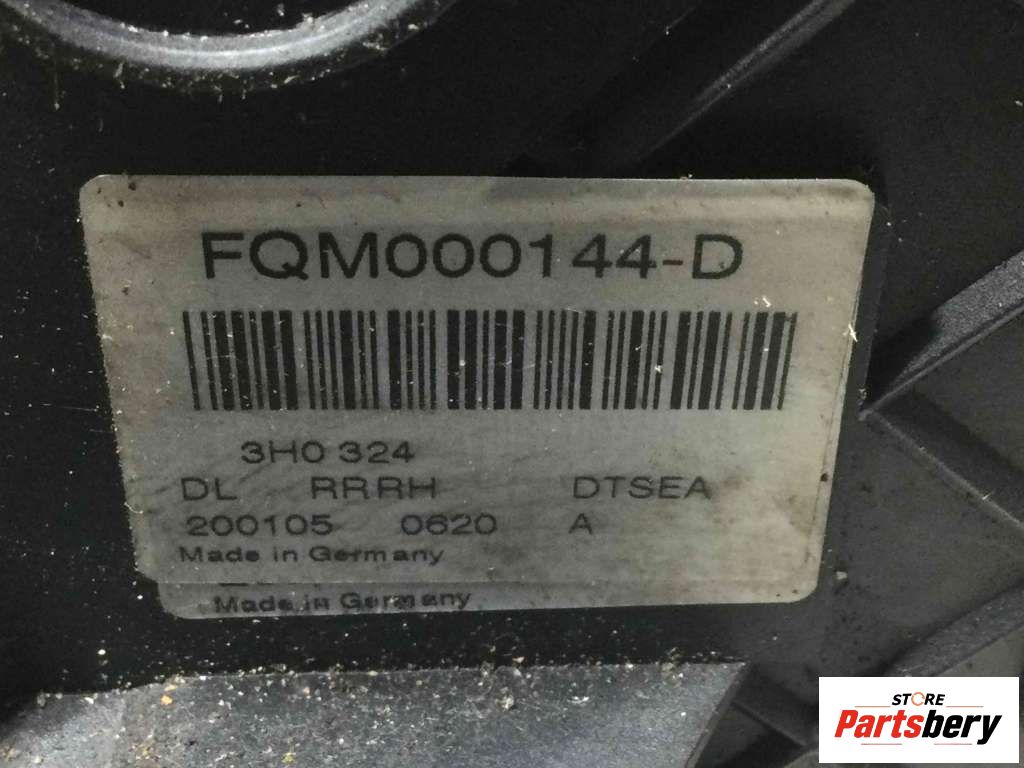 FQM000144-D
3H0 324
DL RRRH DTSEA
200105 0620 A
Made in Germany
Made in Germany
STORE
Partsbery